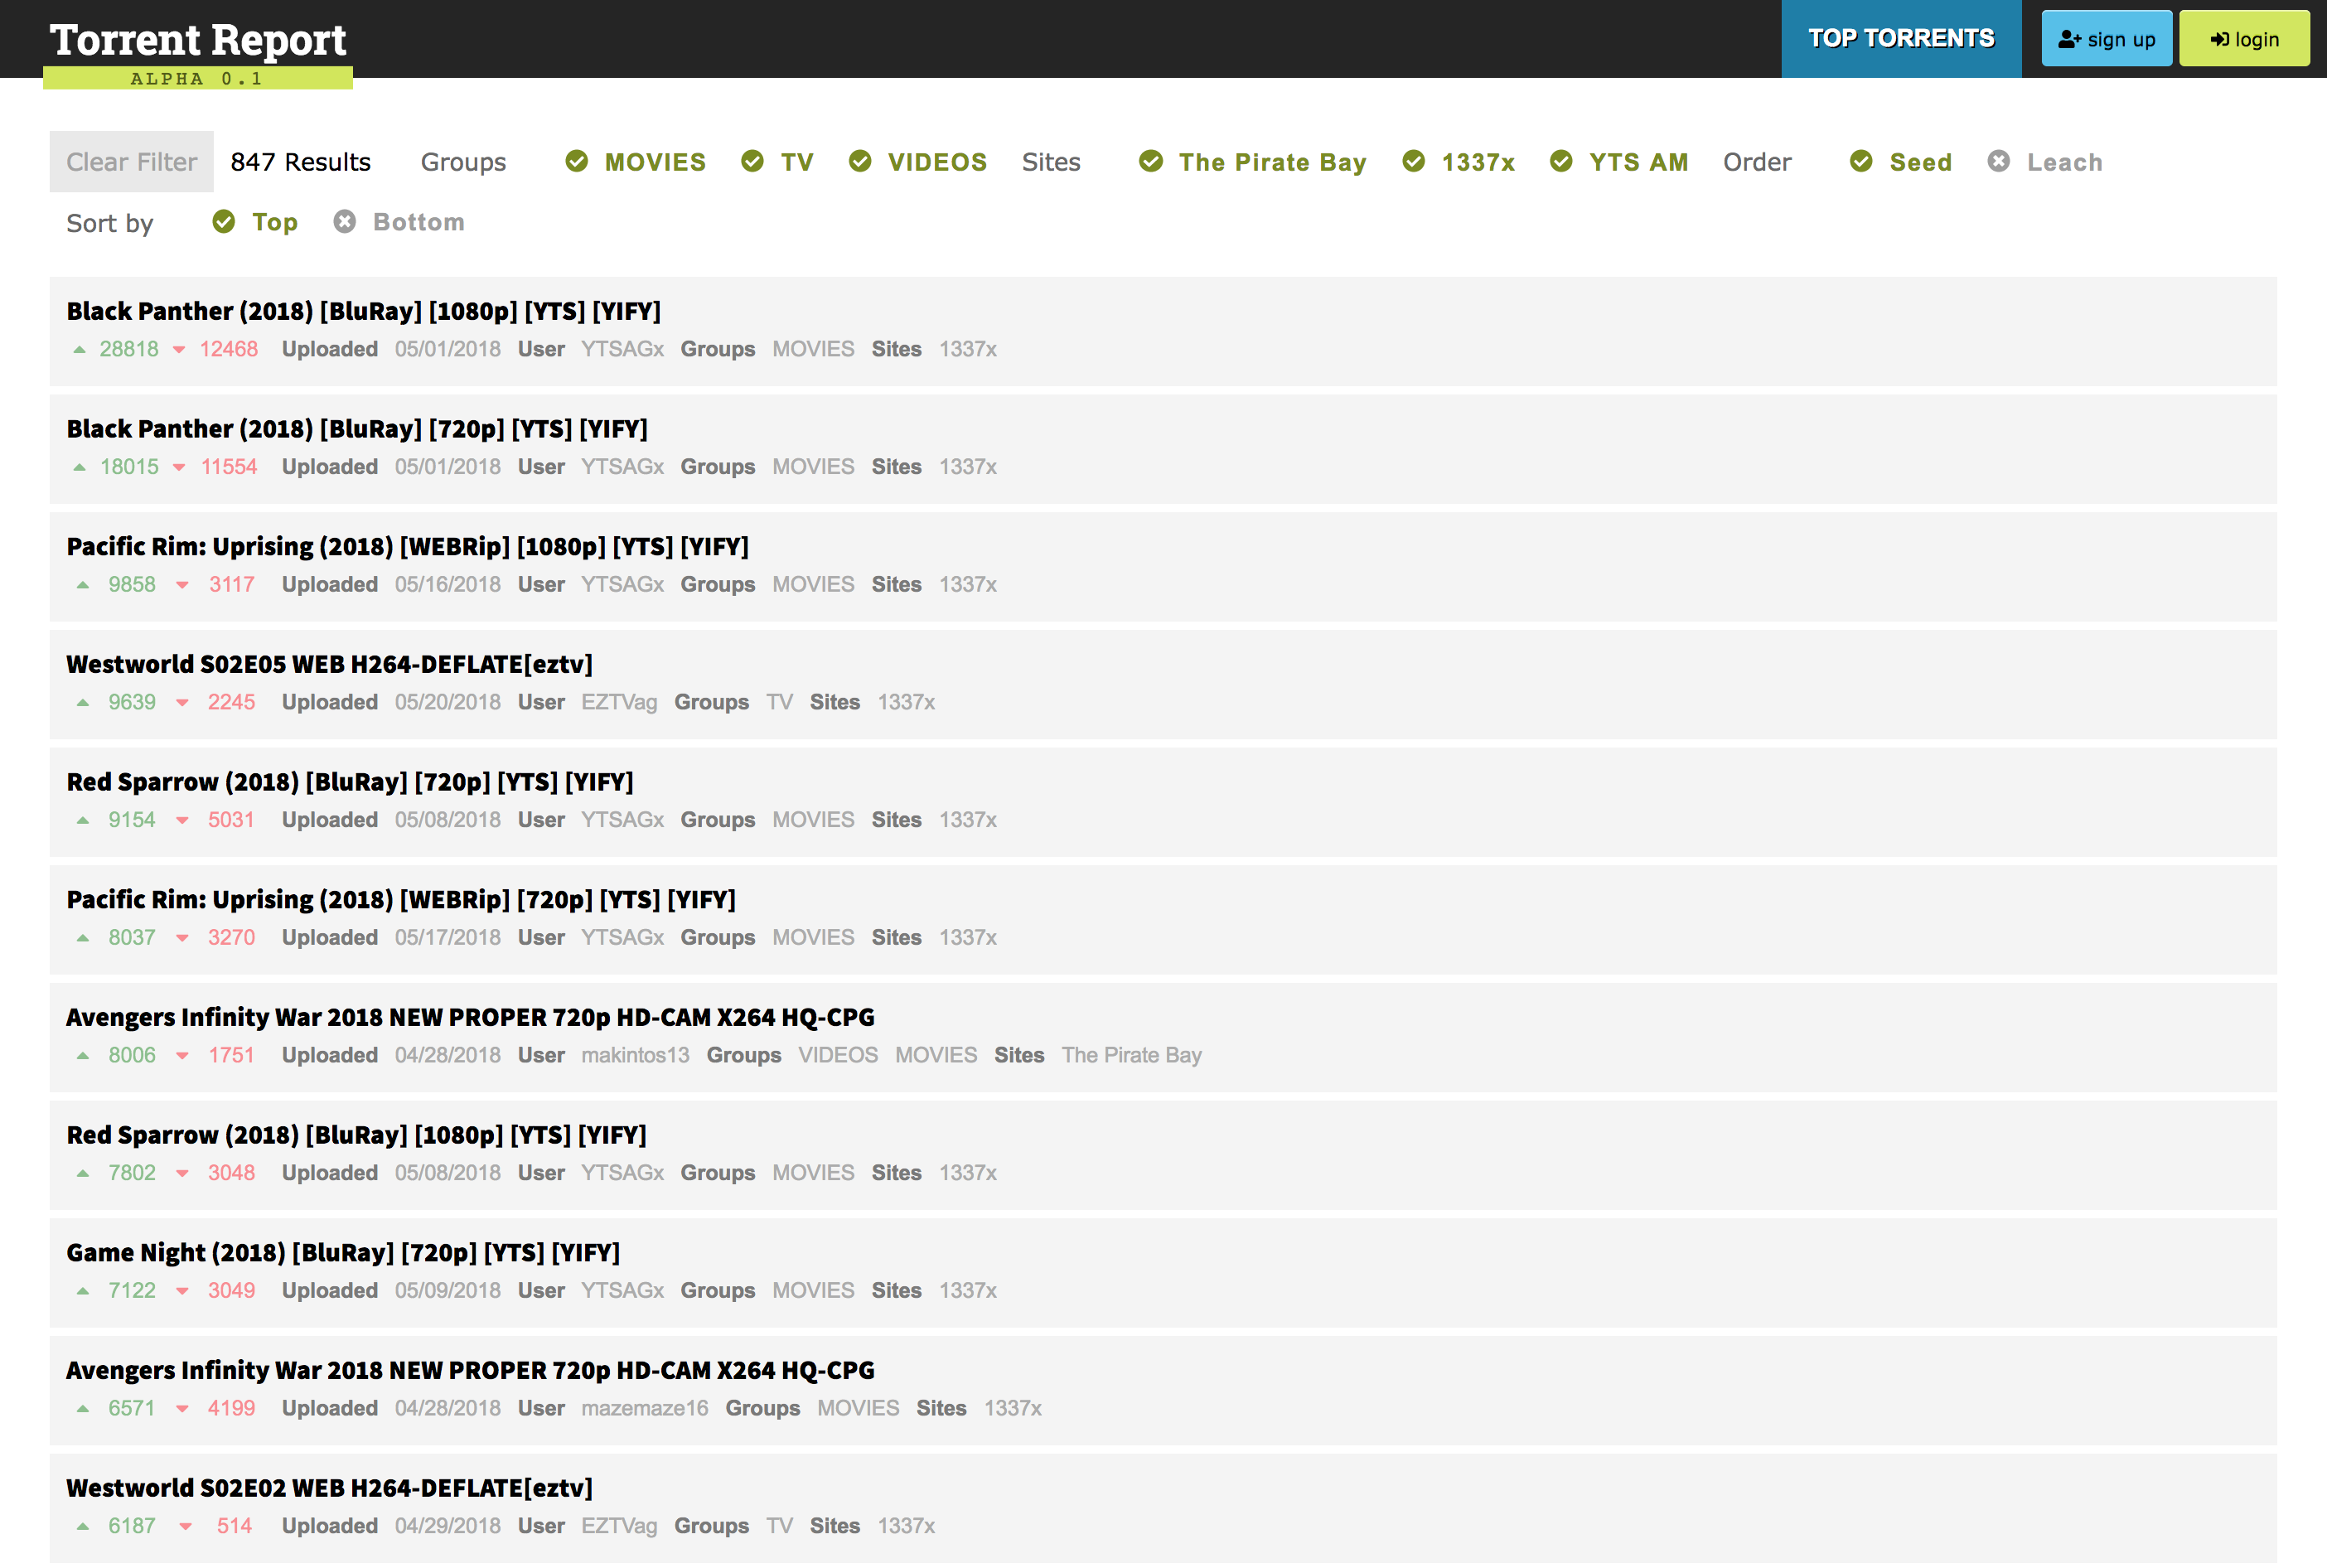 Torrent Report
ALPHA 0.1
TOP TORRENTS
sign up
login
Clear Filter 847 Results Groups MOVIES TV VIDEOS Sites The Pirate Bay 1337x YTS AM Order Seed Leach
Sort by Top Bottom
Black Panther (2018) [BluRay] [1080p] [YTS] [YIFY]
28818 12468 Uploaded 05/01/2018 User YTSAGx Groups MOVIES Sites 1337x
Black Panther (2018) [BluRay] [720p] [YTS] [YIFY]
18015 11554 Uploaded 05/01/2018 User YTSAGx Groups MOVIES Sites 1337x
Pacific Rim: Uprising (2018) [WEBRip] [1080p] [YTS] [YIFY]
9858 3117 Uploaded 05/16/2018 User YTSAGx Groups MOVIES Sites 1337x
Westworld S02E05 WEB H264-DEFLATE[eztv]
9639 2245 Uploaded 05/20/2018 User EZTVag Groups TV Sites 1337x
Red Sparrow (2018) [BluRay] [720p] [YTS] [YIFY]
9154 5031 Uploaded 05/08/2018 User YTSAGx Groups MOVIES Sites 1337x
Pacific Rim: Uprising (2018) [WEBRip] [720p] [YTS] [YIFY]
8037 3270 Uploaded 05/17/2018 User YTSAGx Groups MOVIES Sites 1337x
Avengers Infinity War 2018 NEW PROPER 720p HD-CAM X264 HQ-CPG
8006 1751 Uploaded 04/28/2018 User makintos13 Groups VIDEOS MOVIES Sites The Pirate Bay
Red Sparrow (2018) [BluRay] [1080p] [YTS] [YIFY]
7802 3048 Uploaded 05/08/2018 User YTSAGx Groups MOVIES Sites 1337x
Game Night (2018) [BluRay] [720p] [YTS] [YIFY]
7122 3049 Uploaded 05/09/2018 User YTSAGx Groups MOVIES Sites 1337x
Avengers Infinity War 2018 NEW PROPER 720p HD-CAM X264 HQ-CPG
6571 4199 Uploaded 04/28/2018 User mazemaze16 Groups MOVIES Sites 1337x
Westworld S02E02 WEB H264-DEFLATE[eztv]
6187 514 Uploaded 04/29/2018 User EZTVag Groups TV Sites 1337x